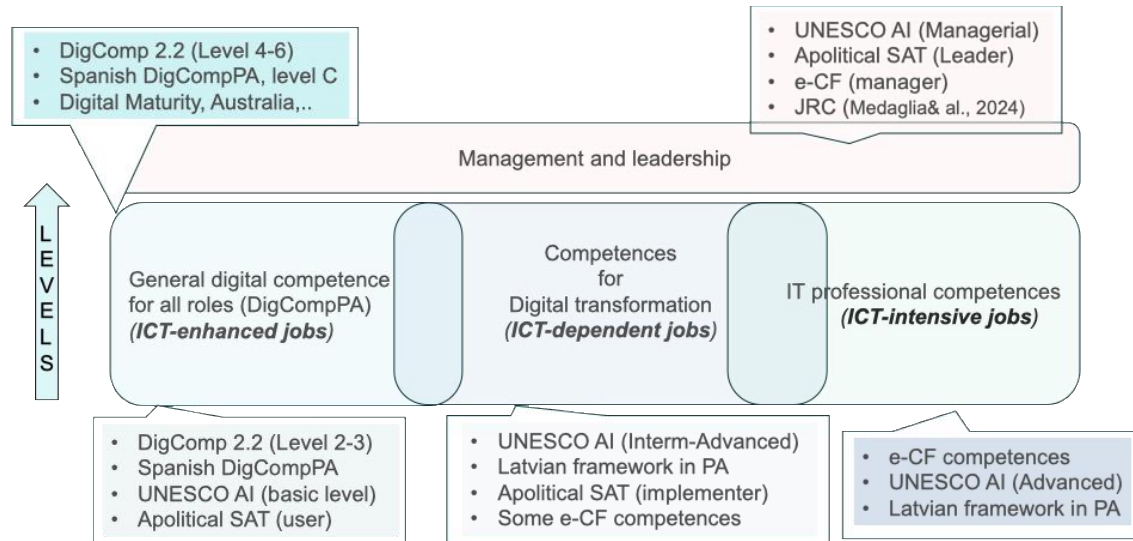 • DigComp 2.2 (Level 4-6)
• Spanish DigCompPA, level C
• Digital Maturity, Australia,..
• UNESCO AI (Managerial)
• Apolitical SAT (Leader)
• e-CF (manager)
• JRC (Medaglia& al., 2024)
Management and leadership
LEVELS
General digital competence
for all roles (DigCompPA)
(ICT-enhanced jobs)
Competences
for
Digital transformation
(ICT-dependent jobs)
IT professional competences
(ICT-intensive jobs)
• DigComp 2.2 (Level 2-3)
• Spanish DigCompPA
• UNESCO AI (basic level)
• Apolitical SAT (user)
• UNESCO AI (Interm-Advanced)
• Latvian framework in PA
• Apolitical SAT (implementer)
• Some e-CF competences
• e-CF competences
• UNESCO AI (Advanced)
• Latvian framework in PA